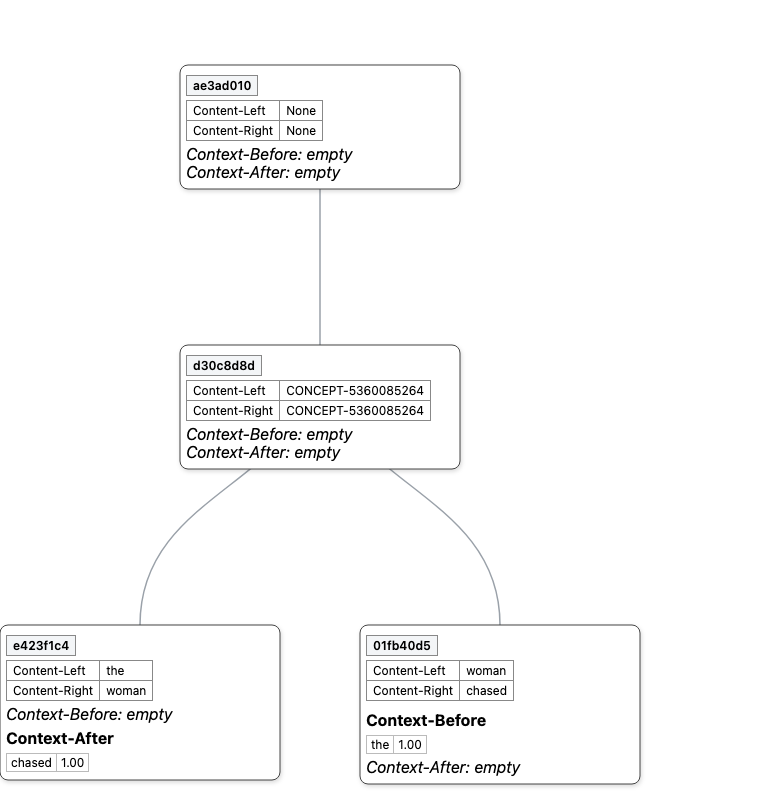 ae3ad010
Content-Left None
Content-Right None
Context-Before: empty
Context-After: empty
d30c8d8d
Content-Left CONCEPT-5360085264
Content-Right CONCEPT-5360085264
Context-Before: empty
Context-After: empty
e423f1c4
Content-Left the
Content-Right woman
Context-Before: empty
Context-After
chased 1.00
01fb40d5
Content-Left woman
Content-Right chased
Context-Before
the 1.00
Context-After: empty